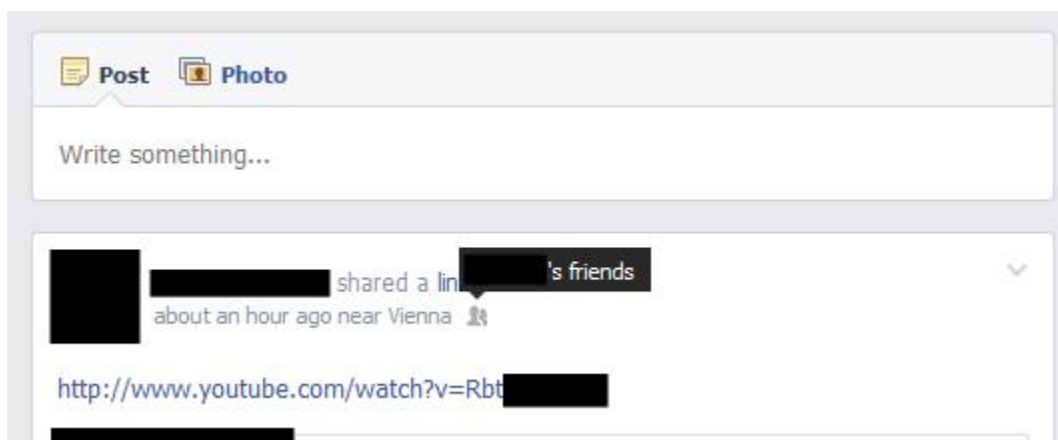 Post Photo
Write something...
's friends
shared a lin
about an hour ago near Vienna
http://www.youtube.com/watch?v=Rbt